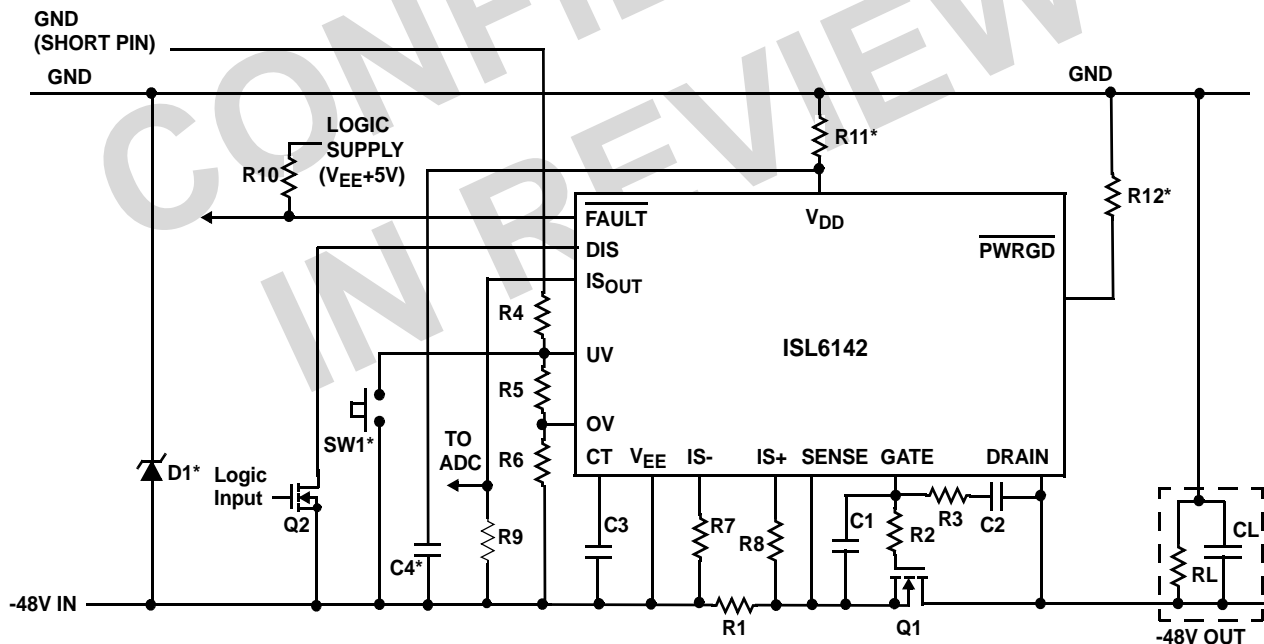 CONFI
IN REVIEW
GND
(SHORT PIN)
GND
GND
LOGIC
SUPPLY
(VEE+5V)
R10
R11*
R12*
FAULT
VDD
DIS
PWRGD
ISOUT
R4
UV
ISL6142
R5
SW1*
OV
TO
ADC
R6
CT VEE IS- IS+ SENSE GATE DRAIN
D1*
Logic
Input
Q2
C4*
R9
C3
R7
R8
C1
R2
R3
C2
CL
RL
-48V IN
R1
Q1
-48V OUT